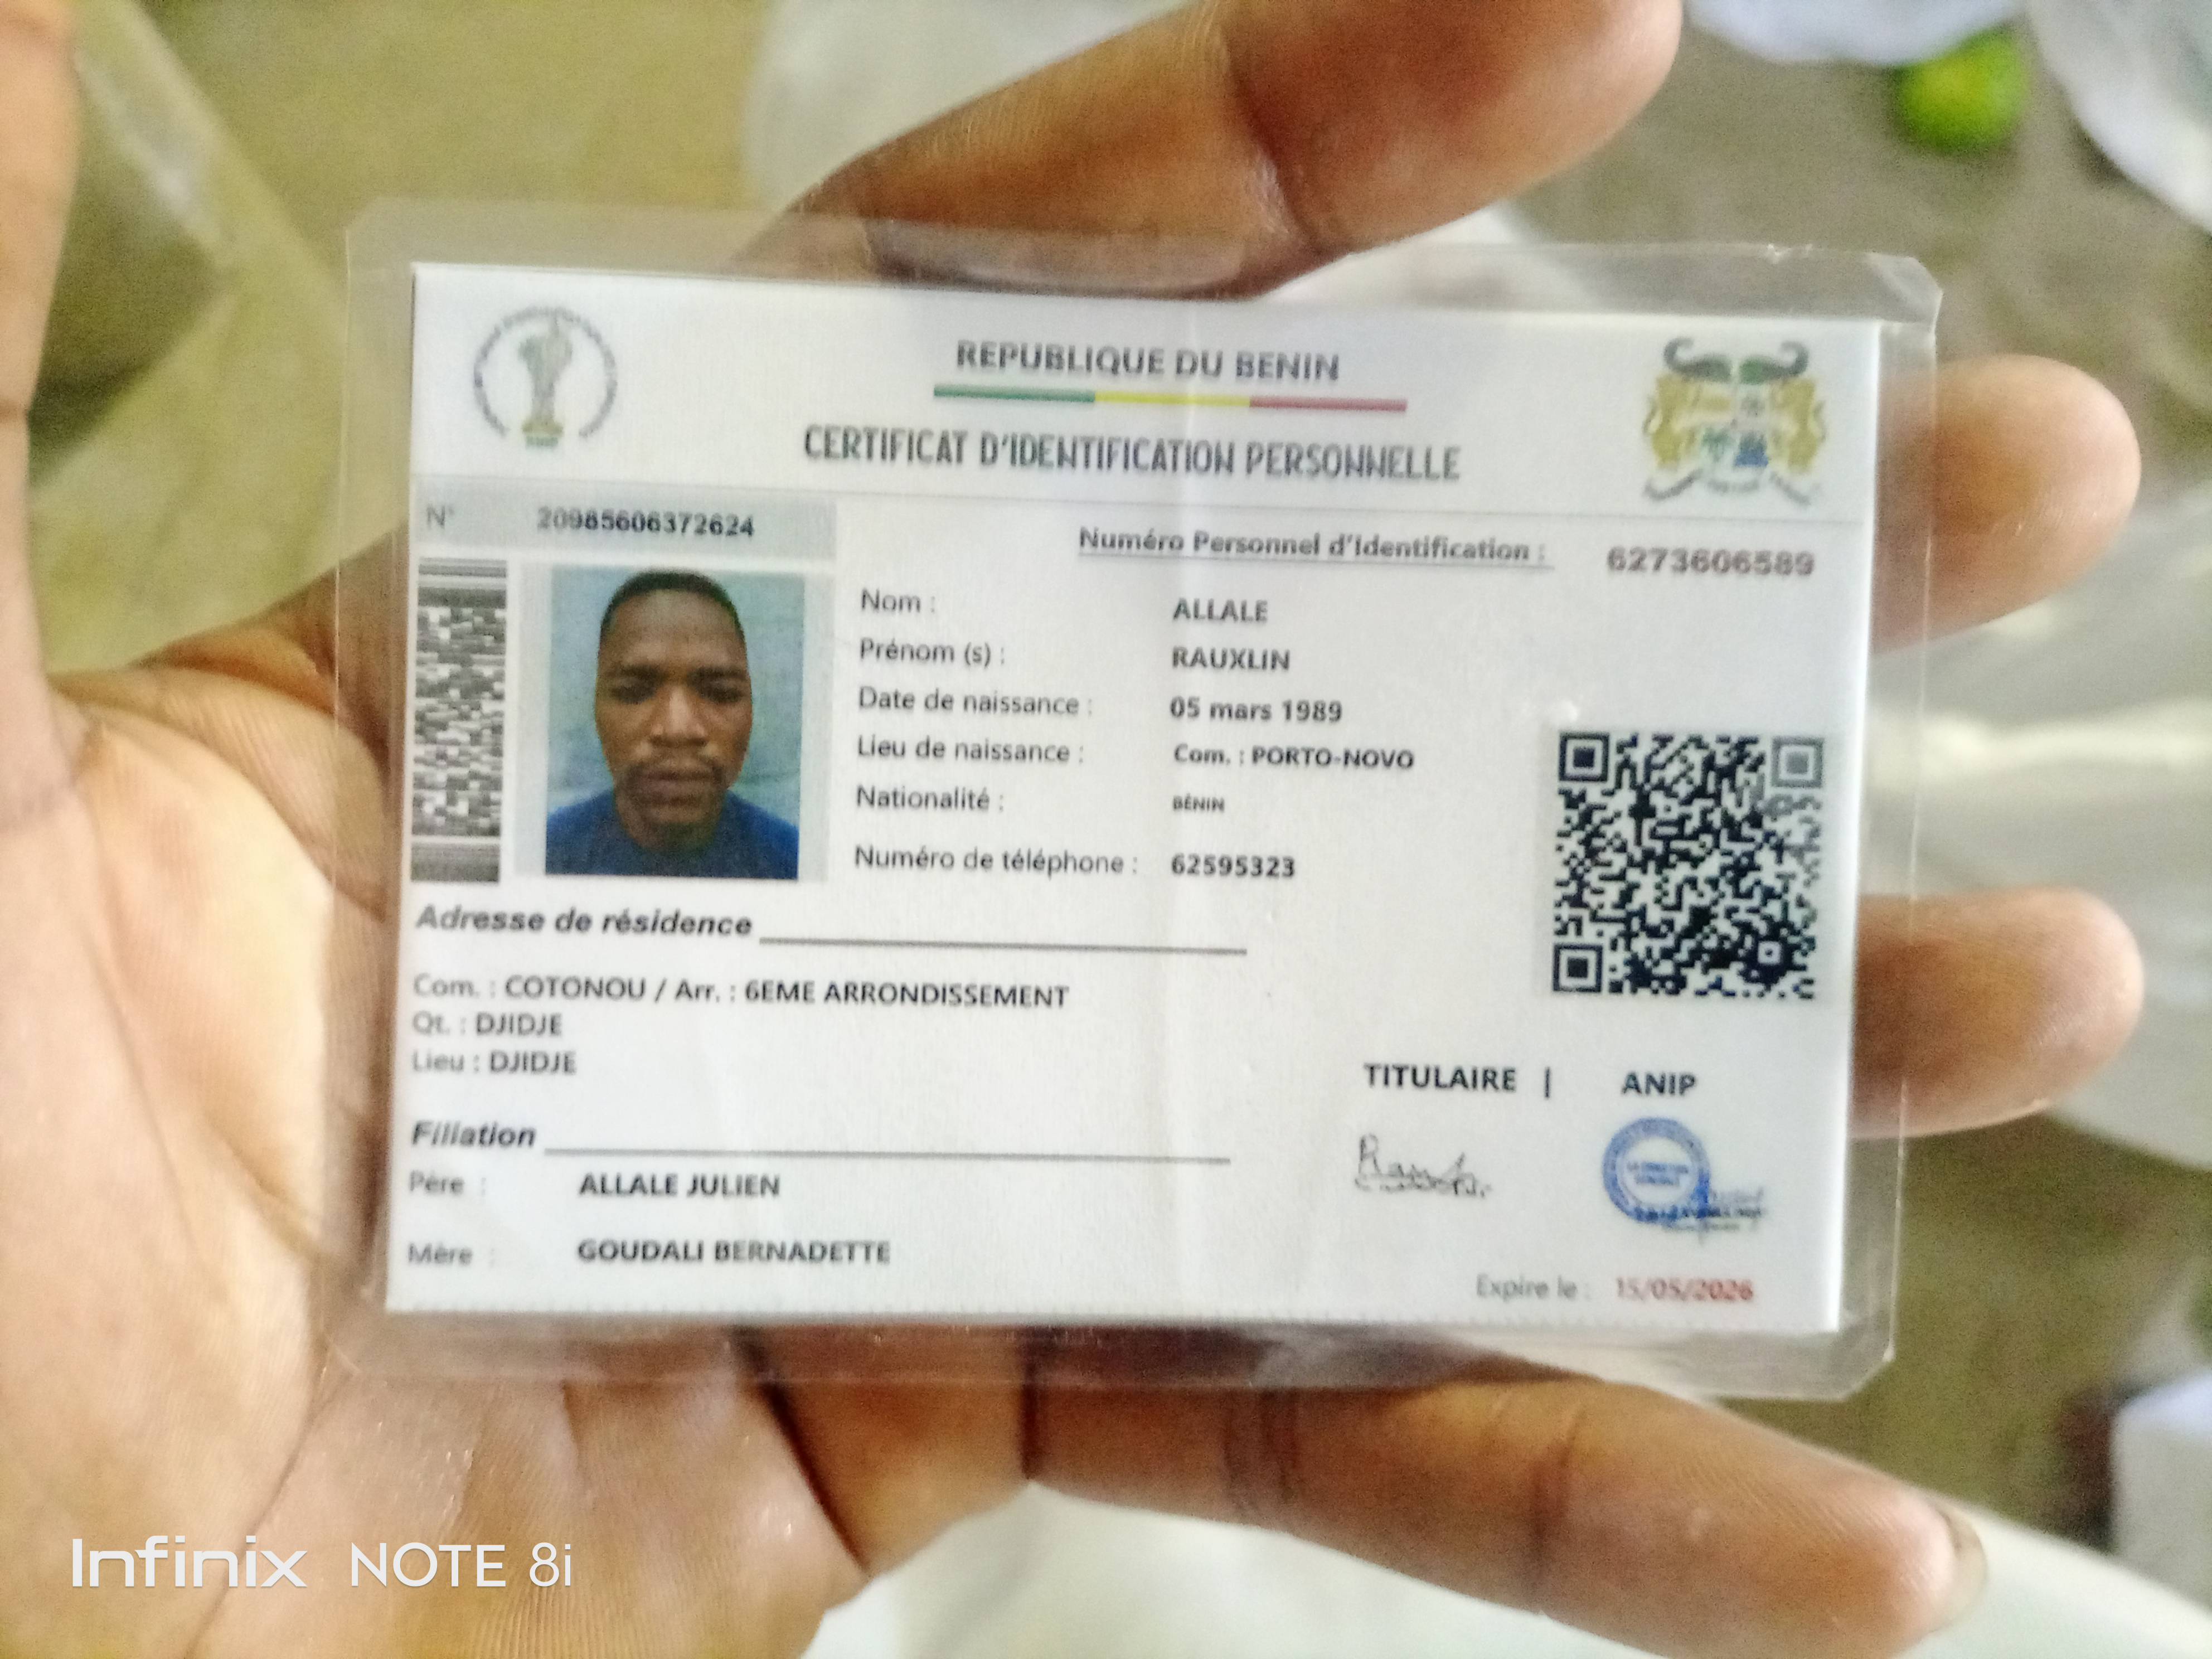 REPUBLIQUE DU BENIN
CERTIFICAT D'IDENTIFICATION PERSONNELLE
N° 20985606372624
Numéro Personnel d'Identification : 6273606589
Nom : ALLALE
Prénom (s) : RAUXLIN
Date de naissance : 05 mars 1989
Lieu de naissance : Com. : PORTO-NOVO
Nationalité : BÉNIN
Numéro de téléphone : 62595323
Adresse de résidence
Com. : COTONOU / Arr. : 6EME ARRONDISSEMENT
Qt. : DJIDJE
Lieu : DJIDJE
TITULAIRE | ANIP
Filiation
Père : ALLALE JULIEN
Mère : GOUDALI BERNADETTE
Expire le : 15/05/2026
Infinix NOTE 8i